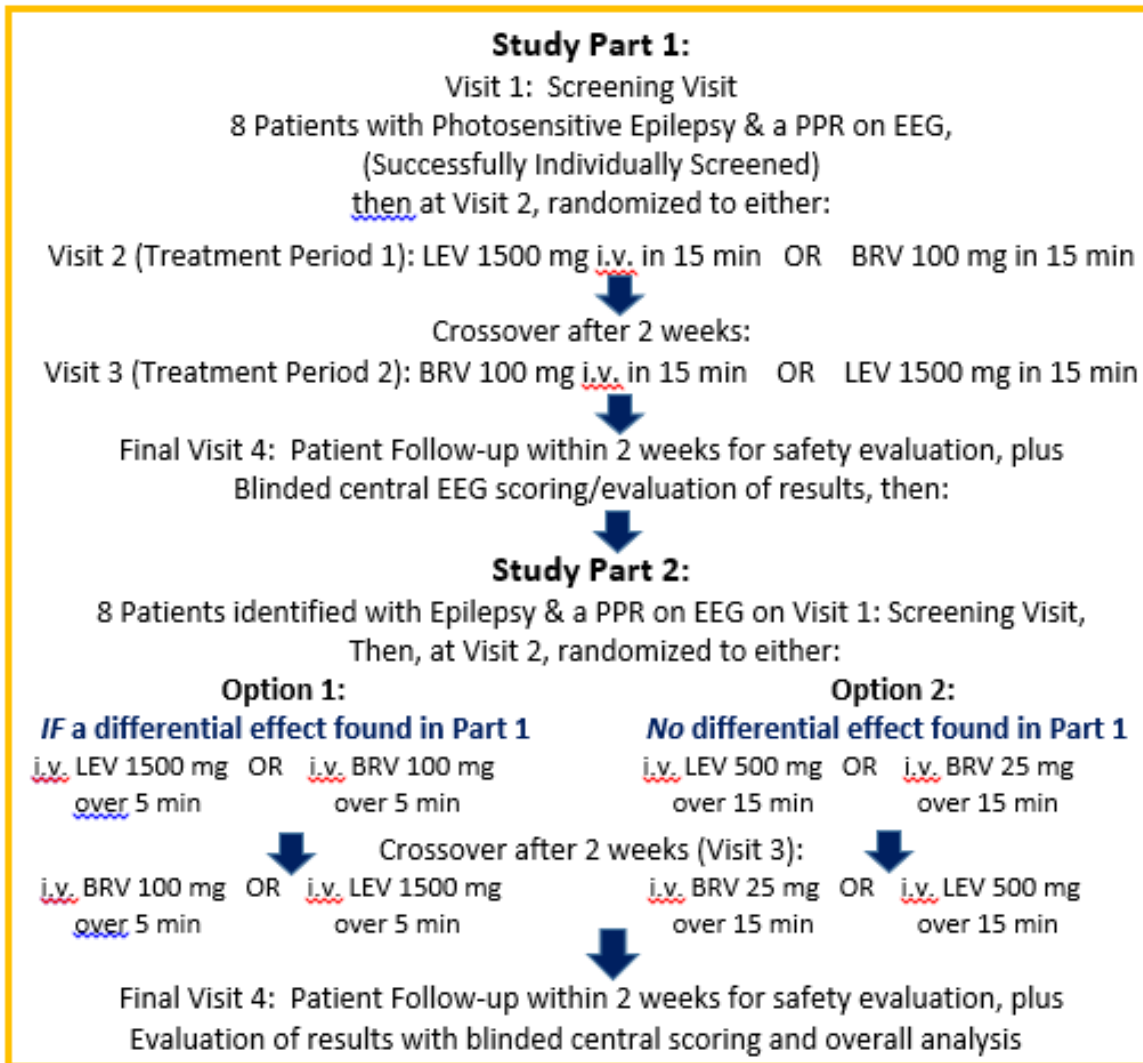 Study Part 1:
Visit 1: Screening Visit
8 Patients with Photosensitive Epilepsy & a PPR on EEG,
(Successfully Individually Screened)
then at Visit 2, randomized to either:
Visit 2 (Treatment Period 1): LEV 1500 mg i.v. in 15 min OR BRV 100 mg in 15 min
Crossover after 2 weeks:
Visit 3 (Treatment Period 2): BRV 100 mg i.v. in 15 min OR LEV 1500 mg in 15 min
Final Visit 4: Patient Follow-up within 2 weeks for safety evaluation, plus
Blinded central EEG scoring/evaluation of results, then:
Study Part 2:
8 Patients identified with Epilepsy & a PPR on EEG on Visit 1: Screening Visit,
Then, at Visit 2, randomized to either:
Option 1: Option 2:
IF a differential effect found in Part 1 No differential effect found in Part 1
i.v. LEV 1500 mg OR i.v. BRV 100 mg i.v. LEV 500 mg OR i.v. BRV 25 mg
over 5 min over 5 min over 15 min over 15 min
Crossover after 2 weeks (Visit 3):
i.v. BRV 100 mg OR i.v. LEV 1500 mg i.v. BRV 25 mg OR i.v. LEV 500 mg
over 5 min over 5 min over 15 min over 15 min
Final Visit 4: Patient Follow-up within 2 weeks for safety evaluation, plus
Evaluation of results with blinded central scoring and overall analysis